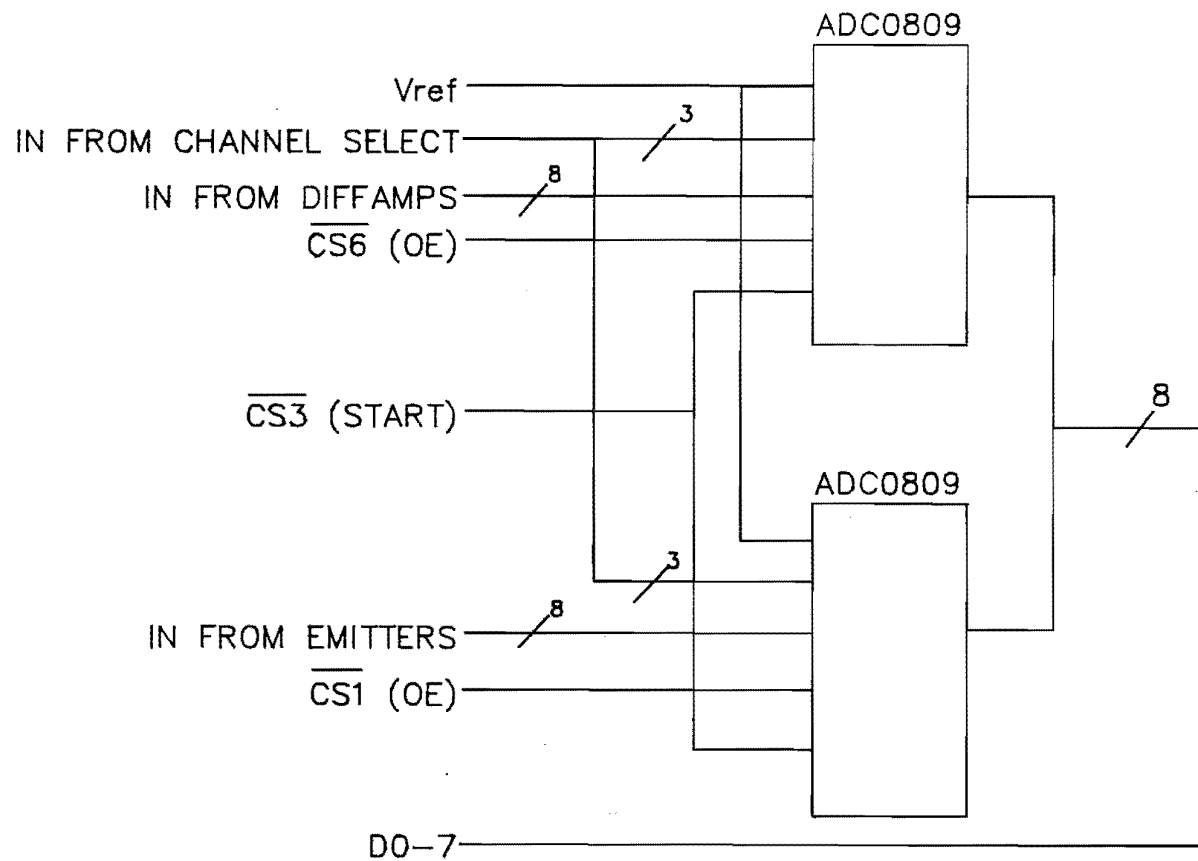 ADC0809
Vref
3
IN FROM CHANNEL SELECT
8
IN FROM DIFFAMPS
CS6 (OE)
CS3 (START)
8
ADC0809
3
8
IN FROM EMITTERS
CS1 (OE)
D0-7